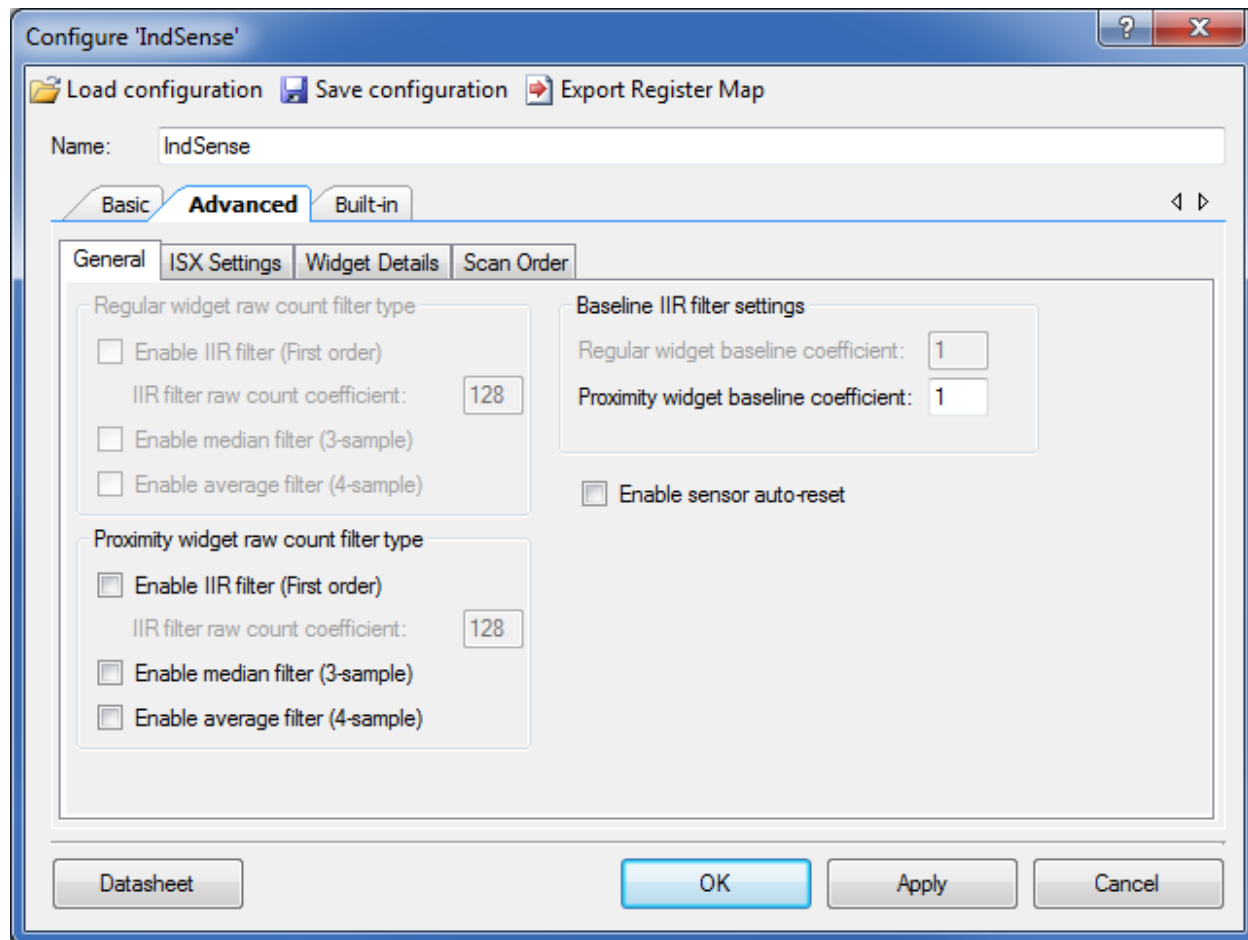 Configure 'IndSense'
Load configuration Save configuration Export Register Map
Name: IndSense
Basic Advanced Built-in
General ISX Settings Widget Details Scan Order
Regular widget raw count filter type
Enable IIR filter (First order)
IIR filter raw count coefficient: 128
Enable median filter (3-sample)
Enable average filter (4-sample)
Proximity widget raw count filter type
Enable IIR filter (First order)
IIR filter raw count coefficient: 128
Enable median filter (3-sample)
Enable average filter (4-sample)
Baseline IIR filter settings
Regular widget baseline coefficient: 1
Proximity widget baseline coefficient: 1
Enable sensor auto-reset
Datasheet OK Apply Cancel